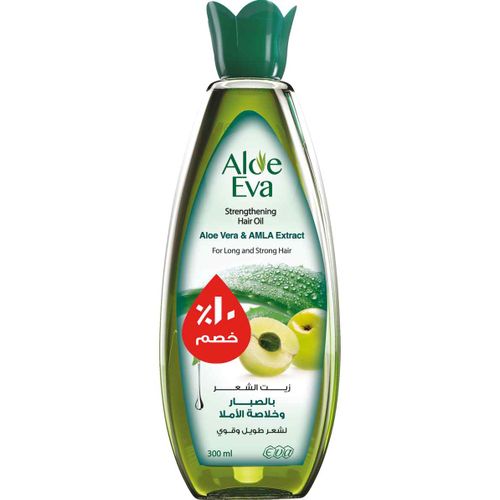 Aloe
Eva
Strengthening
Hair Oil
Aloe Vera & AMLA Extract
For Long and Strong Hair
٪١٠
خصم
زيت الشعر
بالصبار
وخلاصة الأملا
لشعر طويل وقوي
300 ml
eva